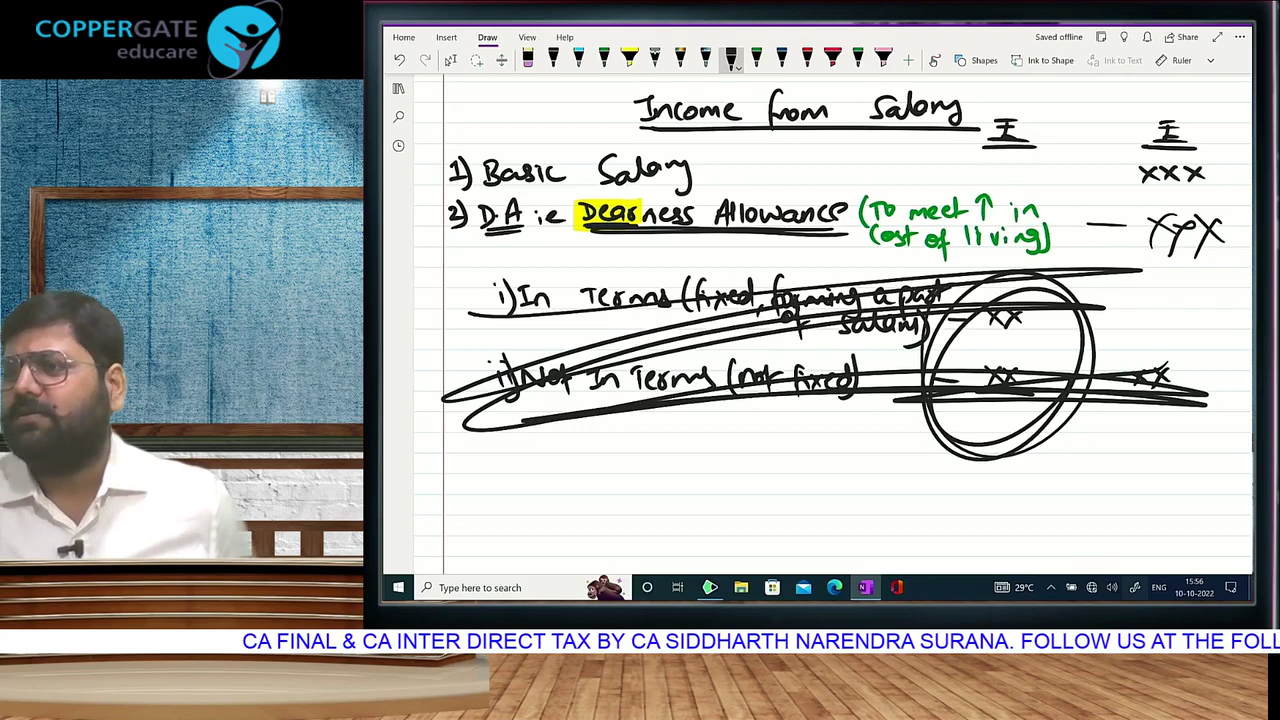 COPPERGATE
educare
Saved offline
Share
Home Insert Draw View Help
Shapes Ink to Shape Ink to Text Ruler
Income from Salary
₹ ₹
1) Basic Salary xxx
2) D.A ie Dearness Allowance (To meet ↑ in cost of living) — xxx
i) In Terms (fixed, forming a part of salary) — xx
ii) Not In Terms (not fixed) — xx xx
Type here to search
29°C ENG 15:56
10-10-2022
CA FINAL & CA INTER DIRECT TAX BY CA SIDDHARTH NARENDRA SURANA. FOLLOW US AT THE FOLL